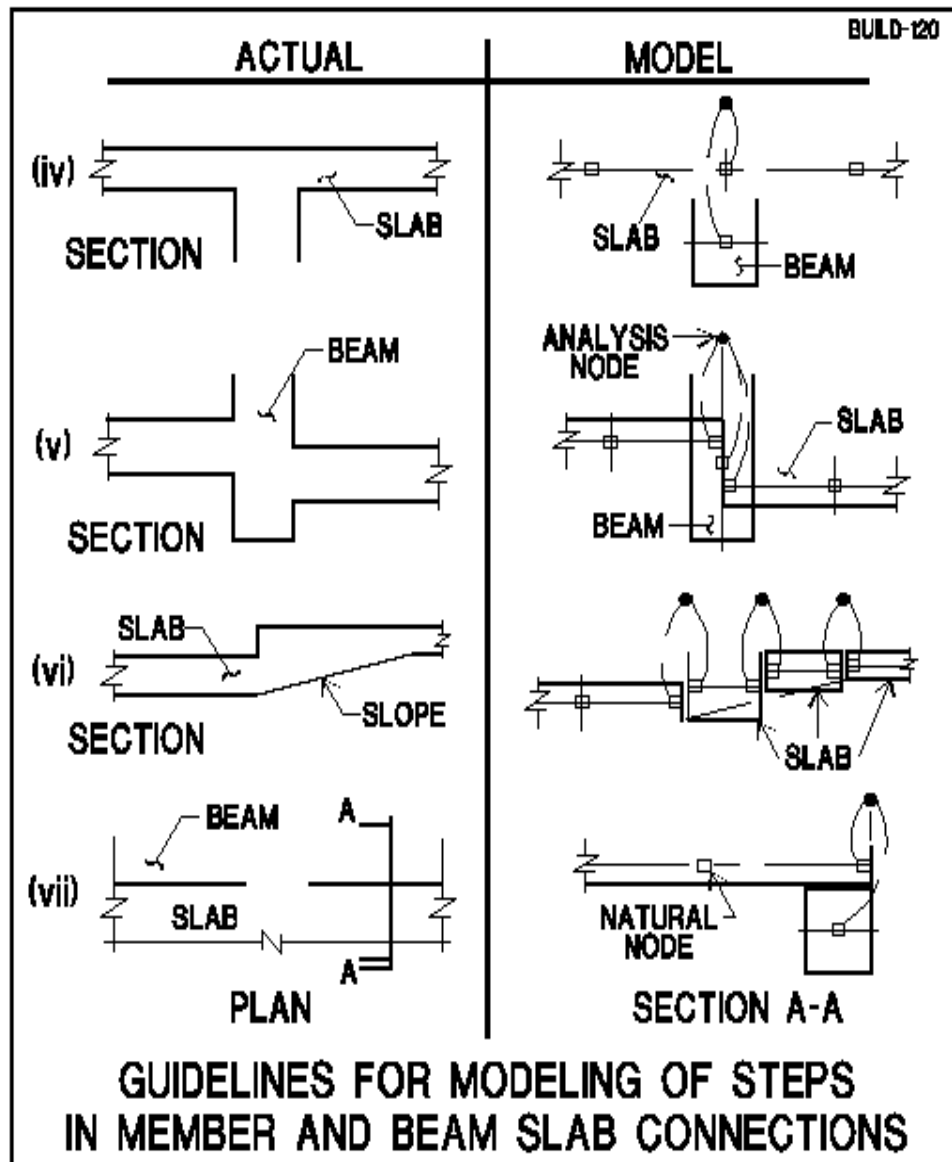 BUILD-120
ACTUAL
MODEL
(iv)
SLAB
SECTION
SLAB
BEAM
BEAM
ANALYSIS
NODE
(v)
SLAB
SECTION
BEAM
SLAB
(vi)
SLOPE
SECTION
SLAB
BEAM
A
(vii)
SLAB
A
PLAN
NATURAL
NODE
SECTION A-A
GUIDELINES FOR MODELING OF STEPS
IN MEMBER AND BEAM SLAB CONNECTIONS